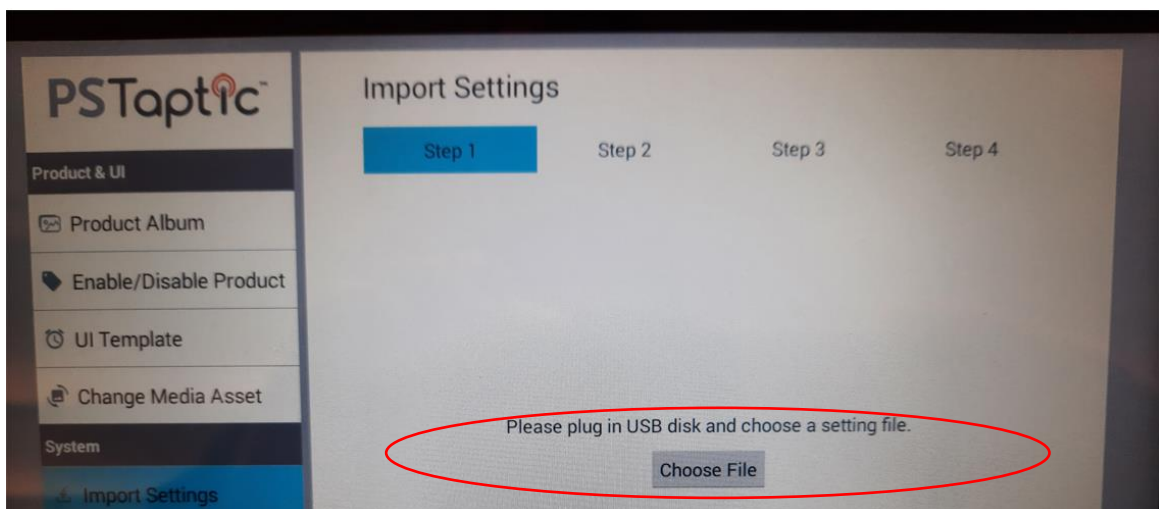 PSTaptic™
Product & UI
Product Album
Enable/Disable Product
UI Template
Change Media Asset
System
Import Settings
Import Settings
Step 1 Step 2 Step 3 Step 4
Please plug in USB disk and choose a setting file.
Choose File